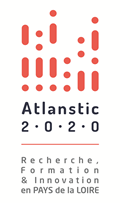 Atlanstic
2•0•2•0
Recherche,
Formation
& Innovation
en PAYS de la LOIRE